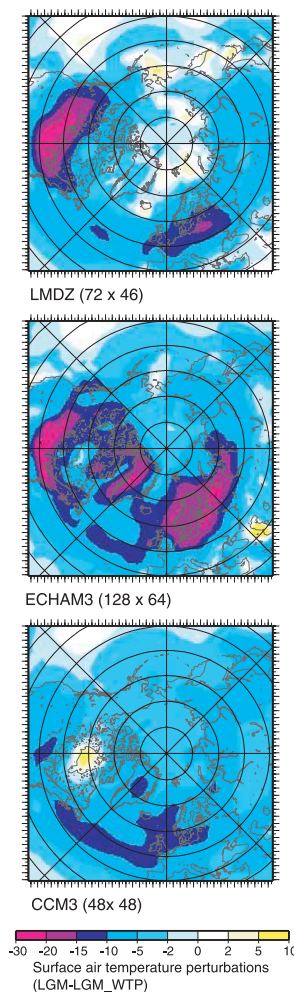 LMDZ (72 x 46)
ECHAM3 (128 x 64)
CCM3 (48x 48)
-30 -20 -15 -10 -5 -2 0 2 5 10
Surface air temperature perturbations
(LGM-LGM_WTP)